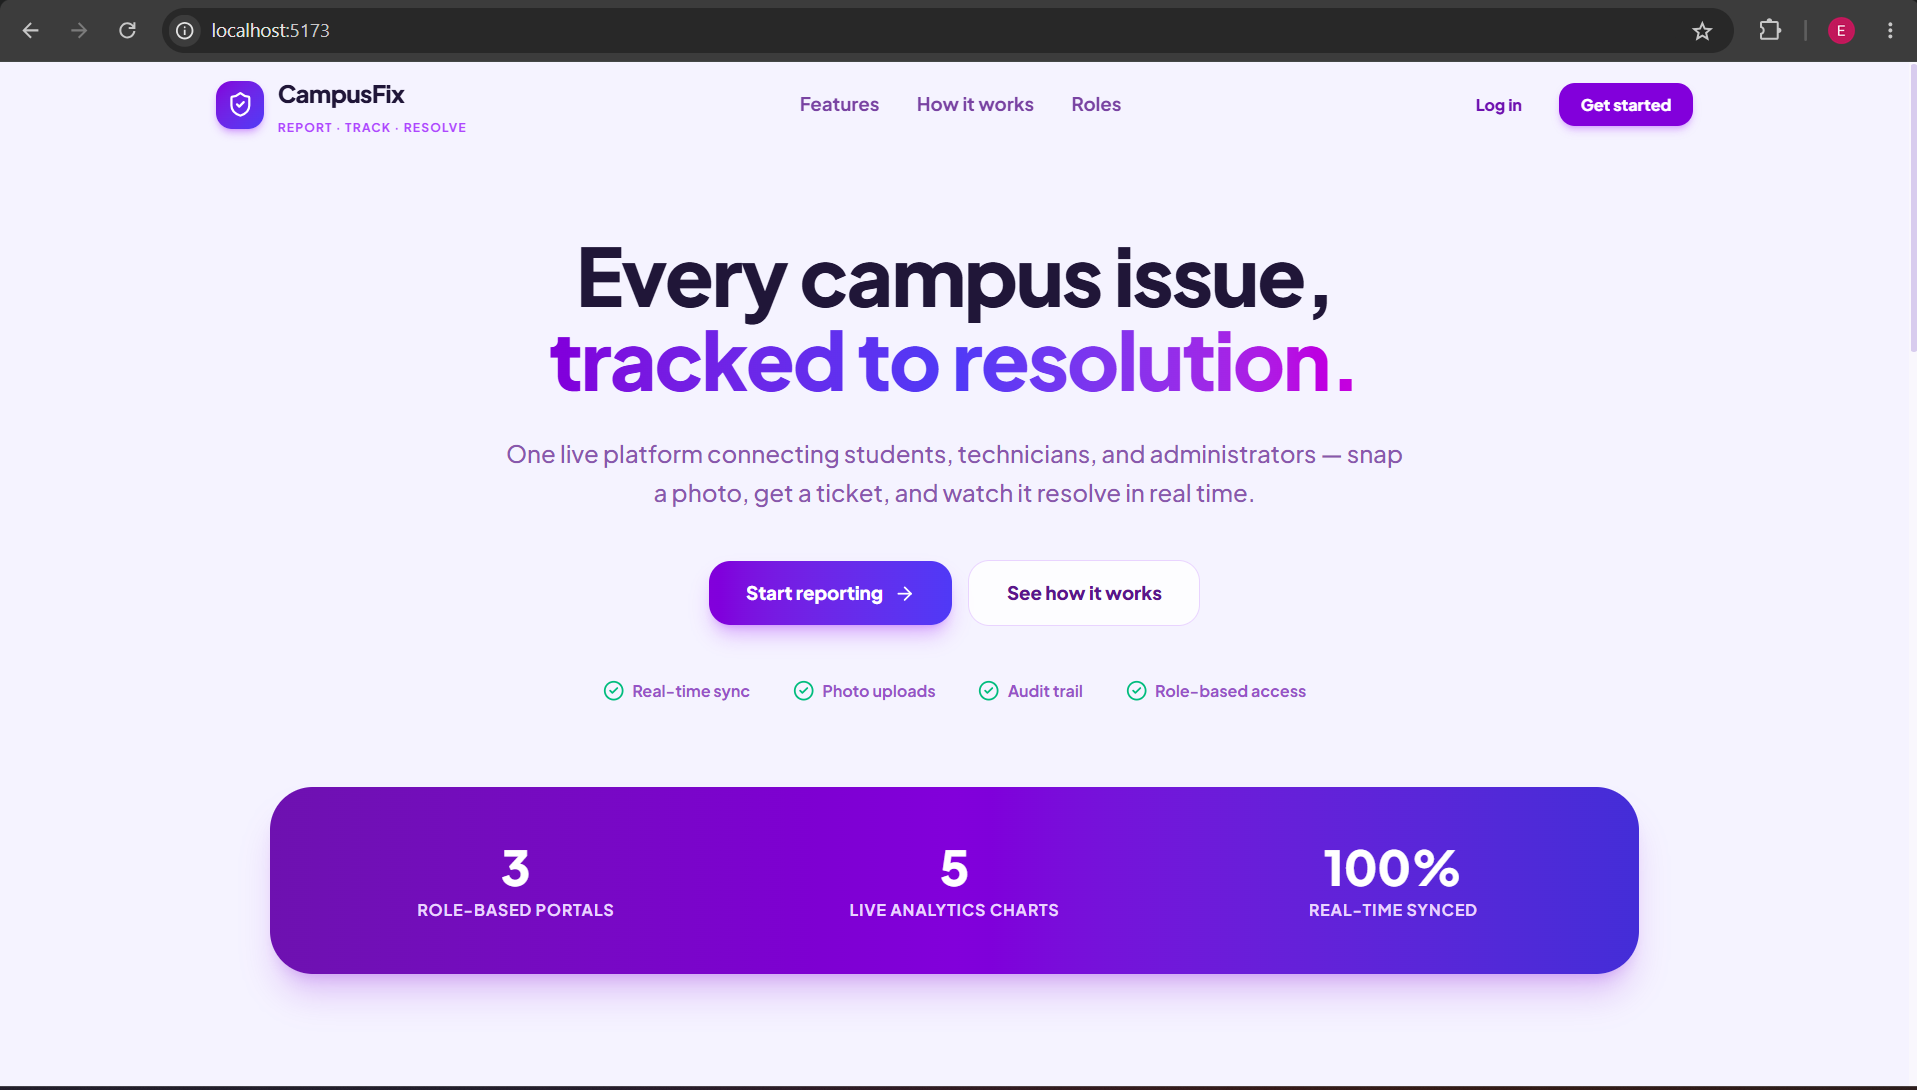 localhost:5173
E
CampusFix
REPORT · TRACK · RESOLVE
Features
How it works
Roles
Log in
Get started
Every campus issue,
tracked to resolution.
One live platform connecting students, technicians, and administrators — snap
a photo, get a ticket, and watch it resolve in real time.
Start reporting →
See how it works
Real-time sync
Photo uploads
Audit trail
Role-based access
3
ROLE-BASED PORTALS
5
LIVE ANALYTICS CHARTS
100%
REAL-TIME SYNCED